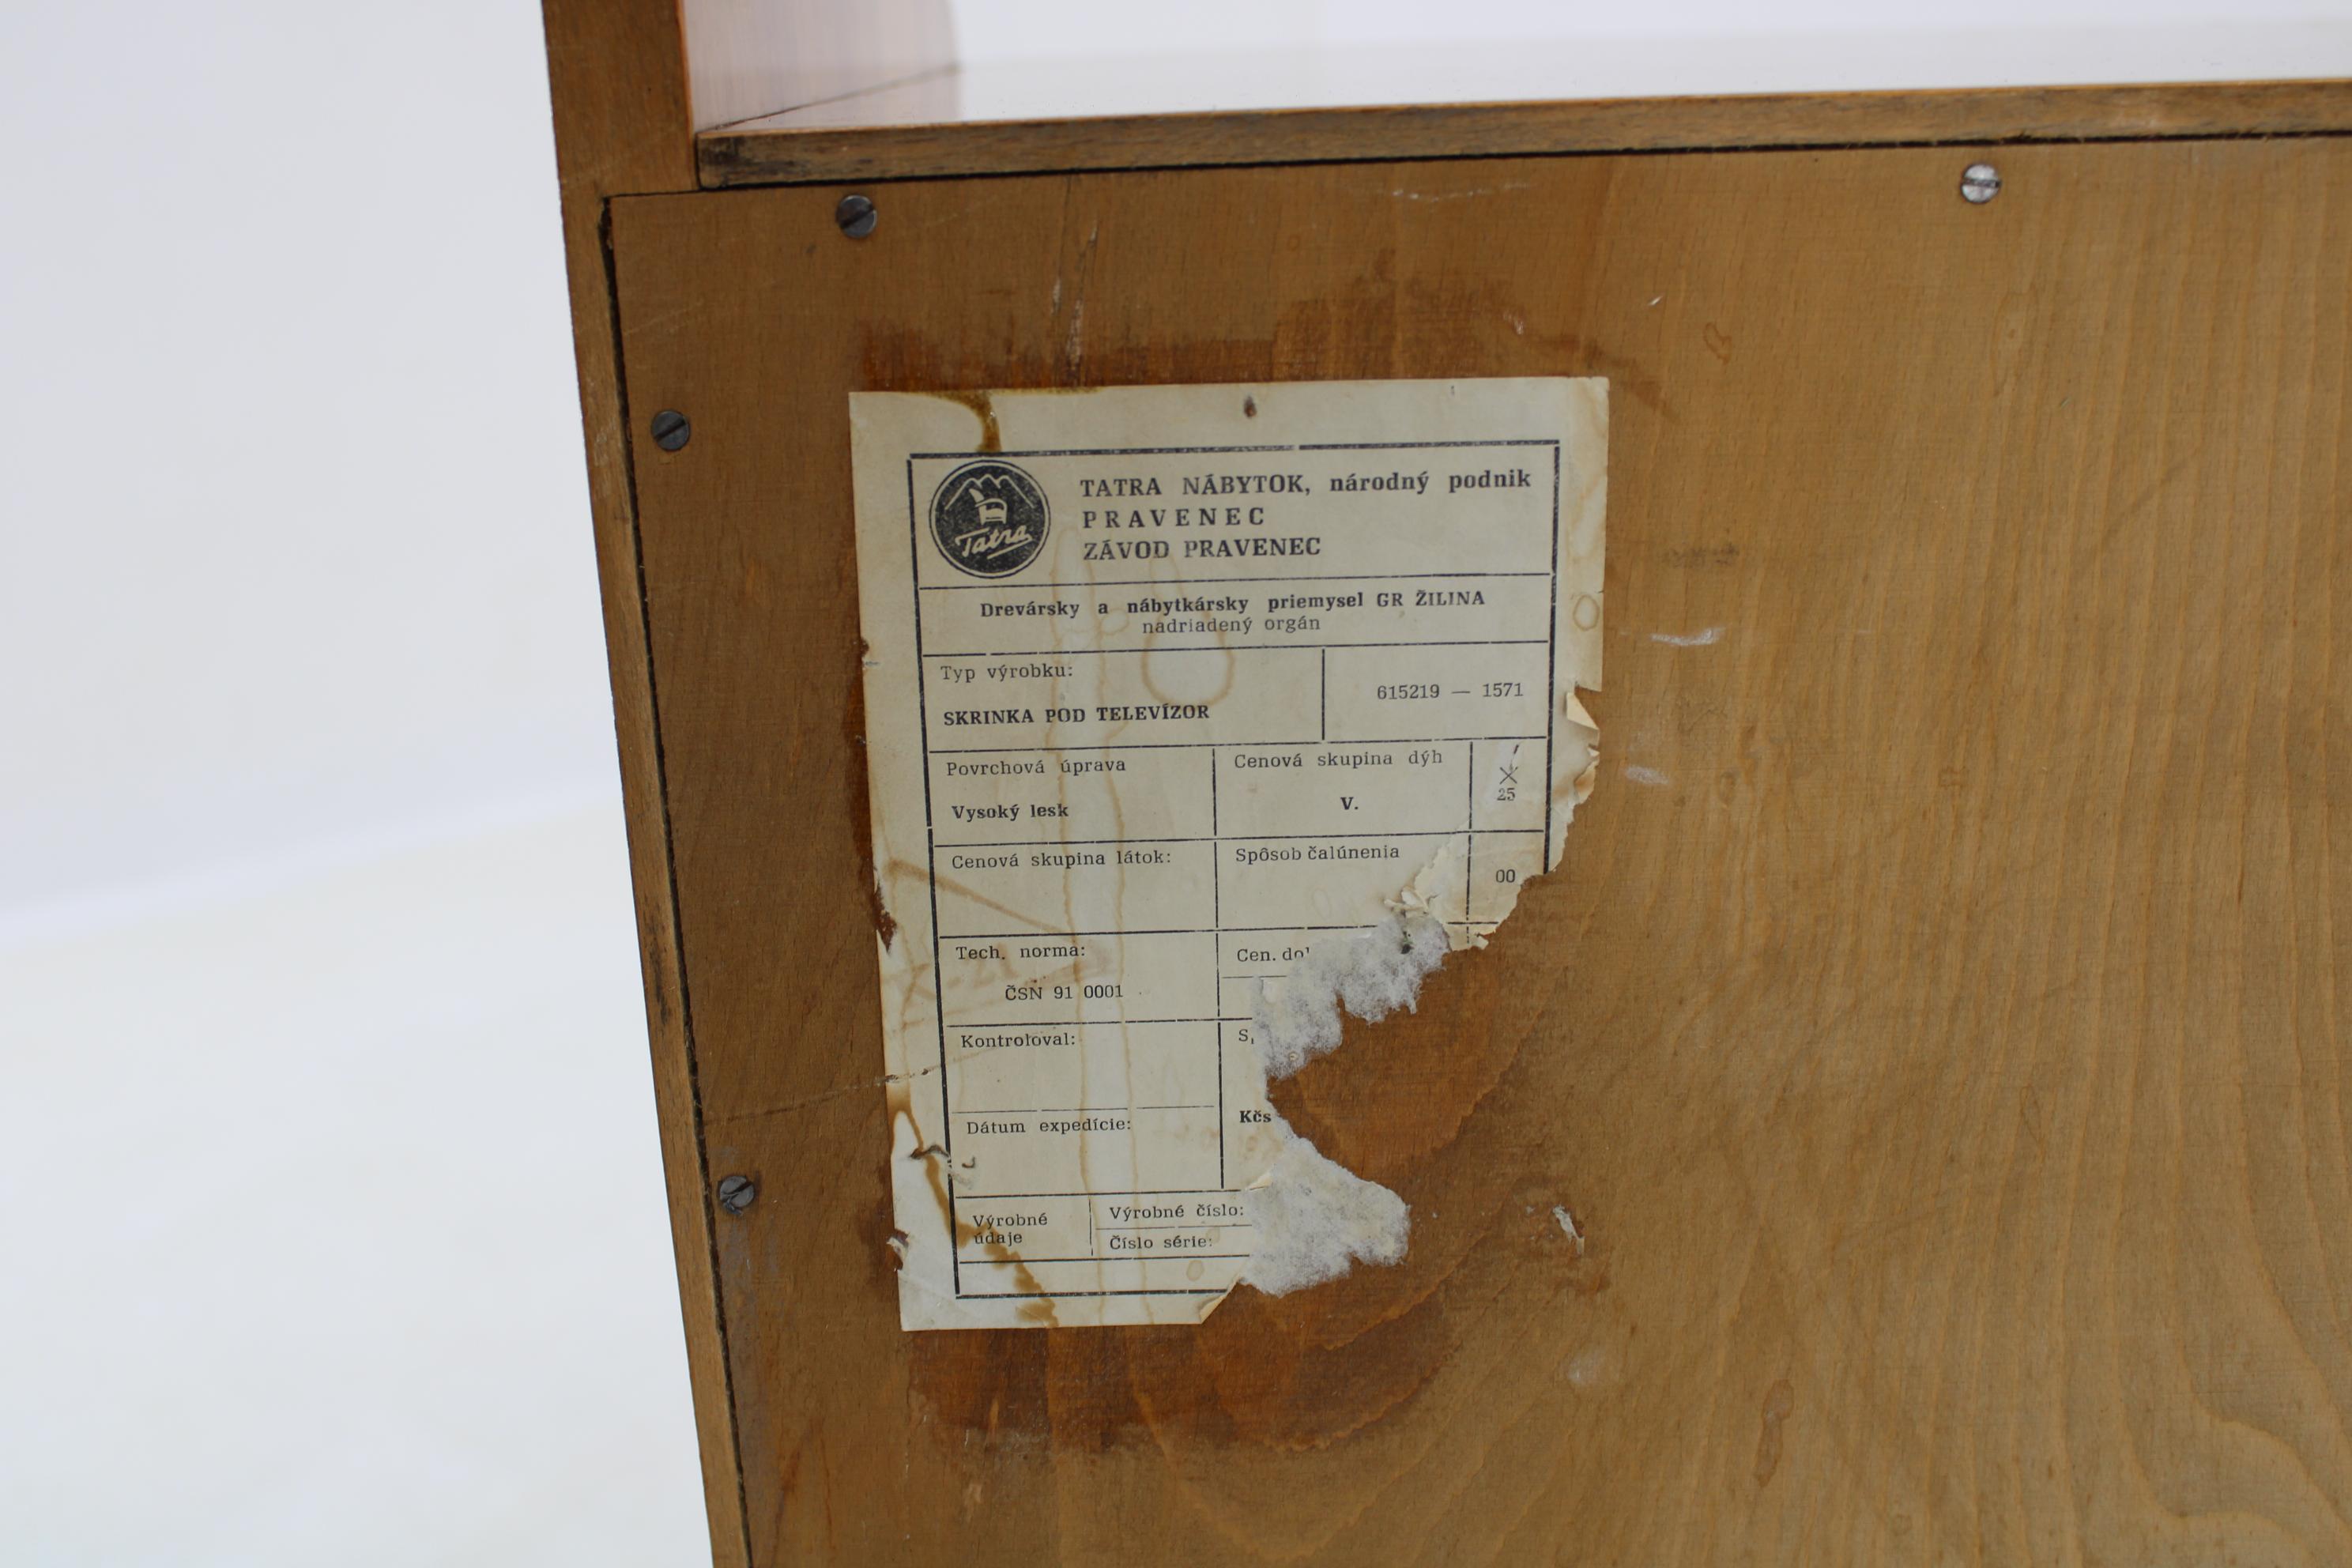 Tatra
TATRA NÁBYTOK, národný podnik
PRAVENEC
ZÁVOD PRAVENEC
Drevársky a nábytkársky priemysel GR ŽILINA
nadriadený orgán
Typ výrobku:
SKRINKA POD TELEVÍZOR
615219 — 1571
Povrchová úprava
Vysoký lesk
Cenová skupina dýh
V.
X
25
Cenová skupina látok:
Spôsob čalúnenia
00
Tech. norma:
ČSN 91 0001
Cen.
Kontroloval:
Kčs
Dátum expedície:
Výrobné
údaje
Výrobné číslo:
Číslo série: